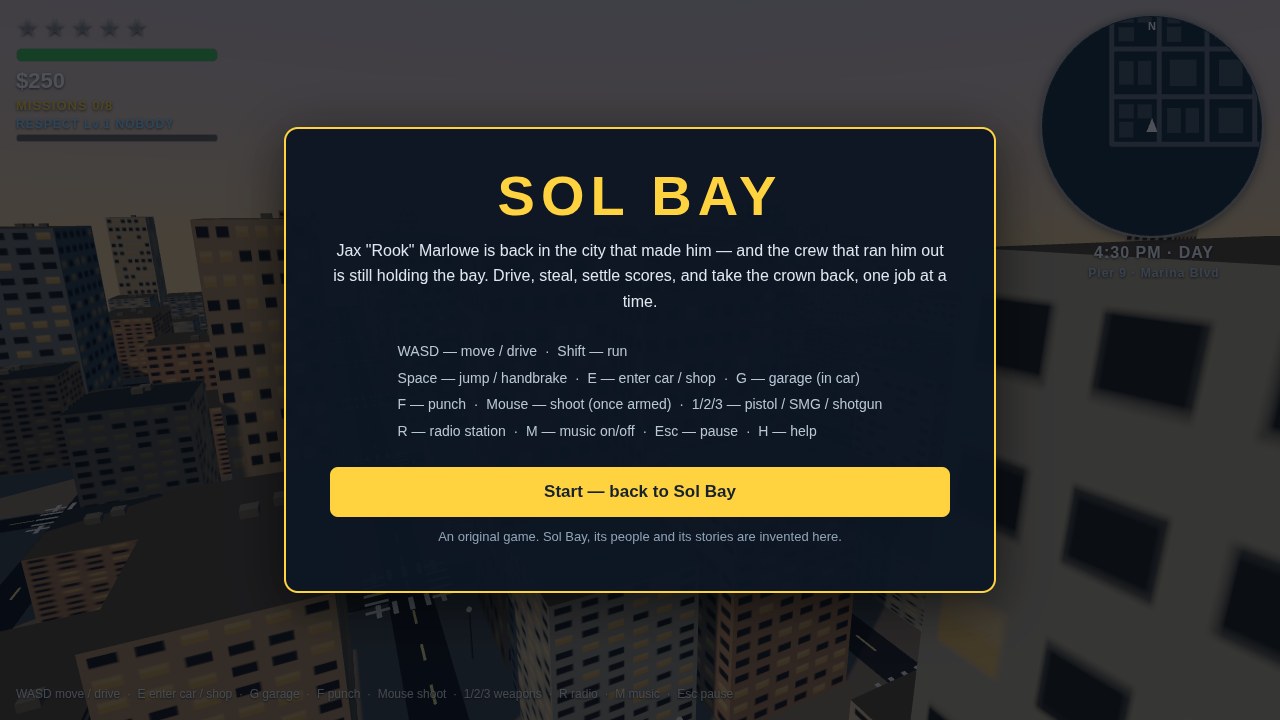 $250
MISSIONS 0/8
RESPECT Lv.1 NOBODY
N
4:30 PM · DAY
Pier 9 · Marina Blvd
SOL BAY
Jax "Rook" Marlowe is back in the city that made him — and the crew that ran him out
is still holding the bay. Drive, steal, settle scores, and take the crown back, one job at a
time.
WASD — move / drive · Shift — run
Space — jump / handbrake · E — enter car / shop · G — garage (in car)
F — punch · Mouse — shoot (once armed) · 1/2/3 — pistol / SMG / shotgun
R — radio station · M — music on/off · Esc — pause · H — help
Start — back to Sol Bay
An original game. Sol Bay, its people and its stories are invented here.
WASD move / drive · E enter car / shop · G garage · F punch · Mouse shoot · 1/2/3 weapons · R radio · M music · Esc pause